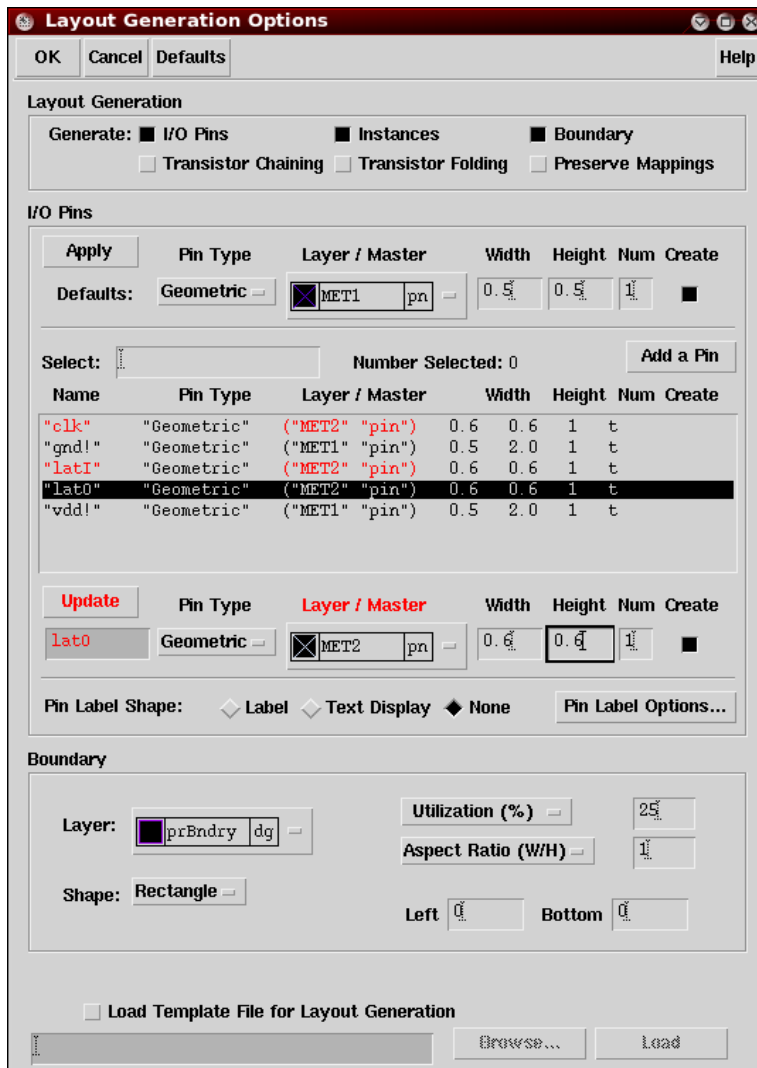 Layout Generation Options
OK Cancel Defaults Help
Layout Generation
Generate: I/O Pins Instances Boundary
Transistor Chaining Transistor Folding Preserve Mappings
I/O Pins
Apply Pin Type Layer / Master Width Height Num Create
Defaults: Geometric MET1 pn 0.5 0.5 1
Select: Number Selected: 0 Add a Pin
Name Pin Type Layer / Master Width Height Num Create
"clk" "Geometric" ("MET2" "pin") 0.6 0.6 1 t
"gnd!" "Geometric" ("MET1" "pin") 0.5 2.0 1 t
"latI" "Geometric" ("MET2" "pin") 0.6 0.6 1 t
"latO" "Geometric" ("MET2" "pin") 0.6 0.6 1 t
"vdd!" "Geometric" ("MET1" "pin") 0.5 2.0 1 t
Update Pin Type Layer / Master Width Height Num Create
latO Geometric MET2 pn 0.6 0.6 1
Pin Label Shape: Label Text Display None Pin Label Options...
Boundary
Layer: prBndry dg Utilization (%) 25
Aspect Ratio (W/H) 1
Shape: Rectangle
Left 0 Bottom 0
Load Template File for Layout Generation
Browse... Load